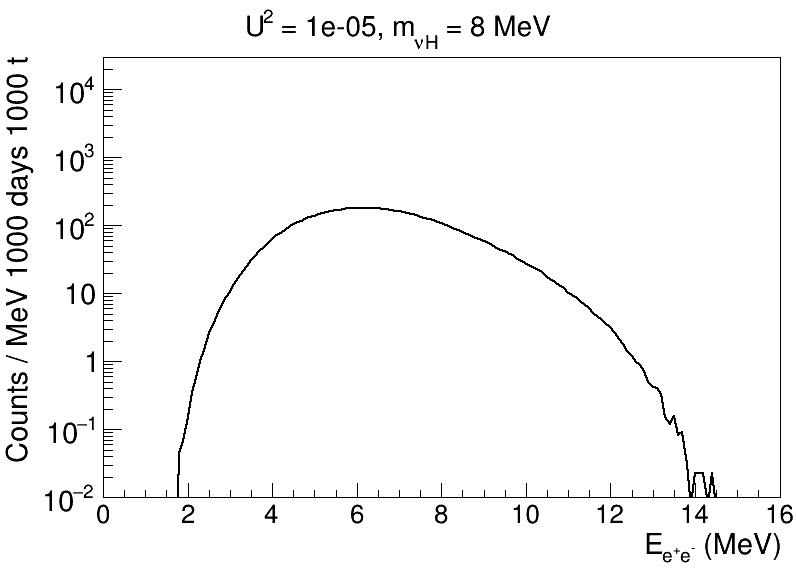 U² = 1e-05, m_νH = 8 MeV
Counts / MeV 1000 days 1000 t
10⁴
10³
10²
10
1
10⁻¹
10⁻²
0 2 4 6 8 10 12 14 16
E_e⁺e⁻ (MeV)